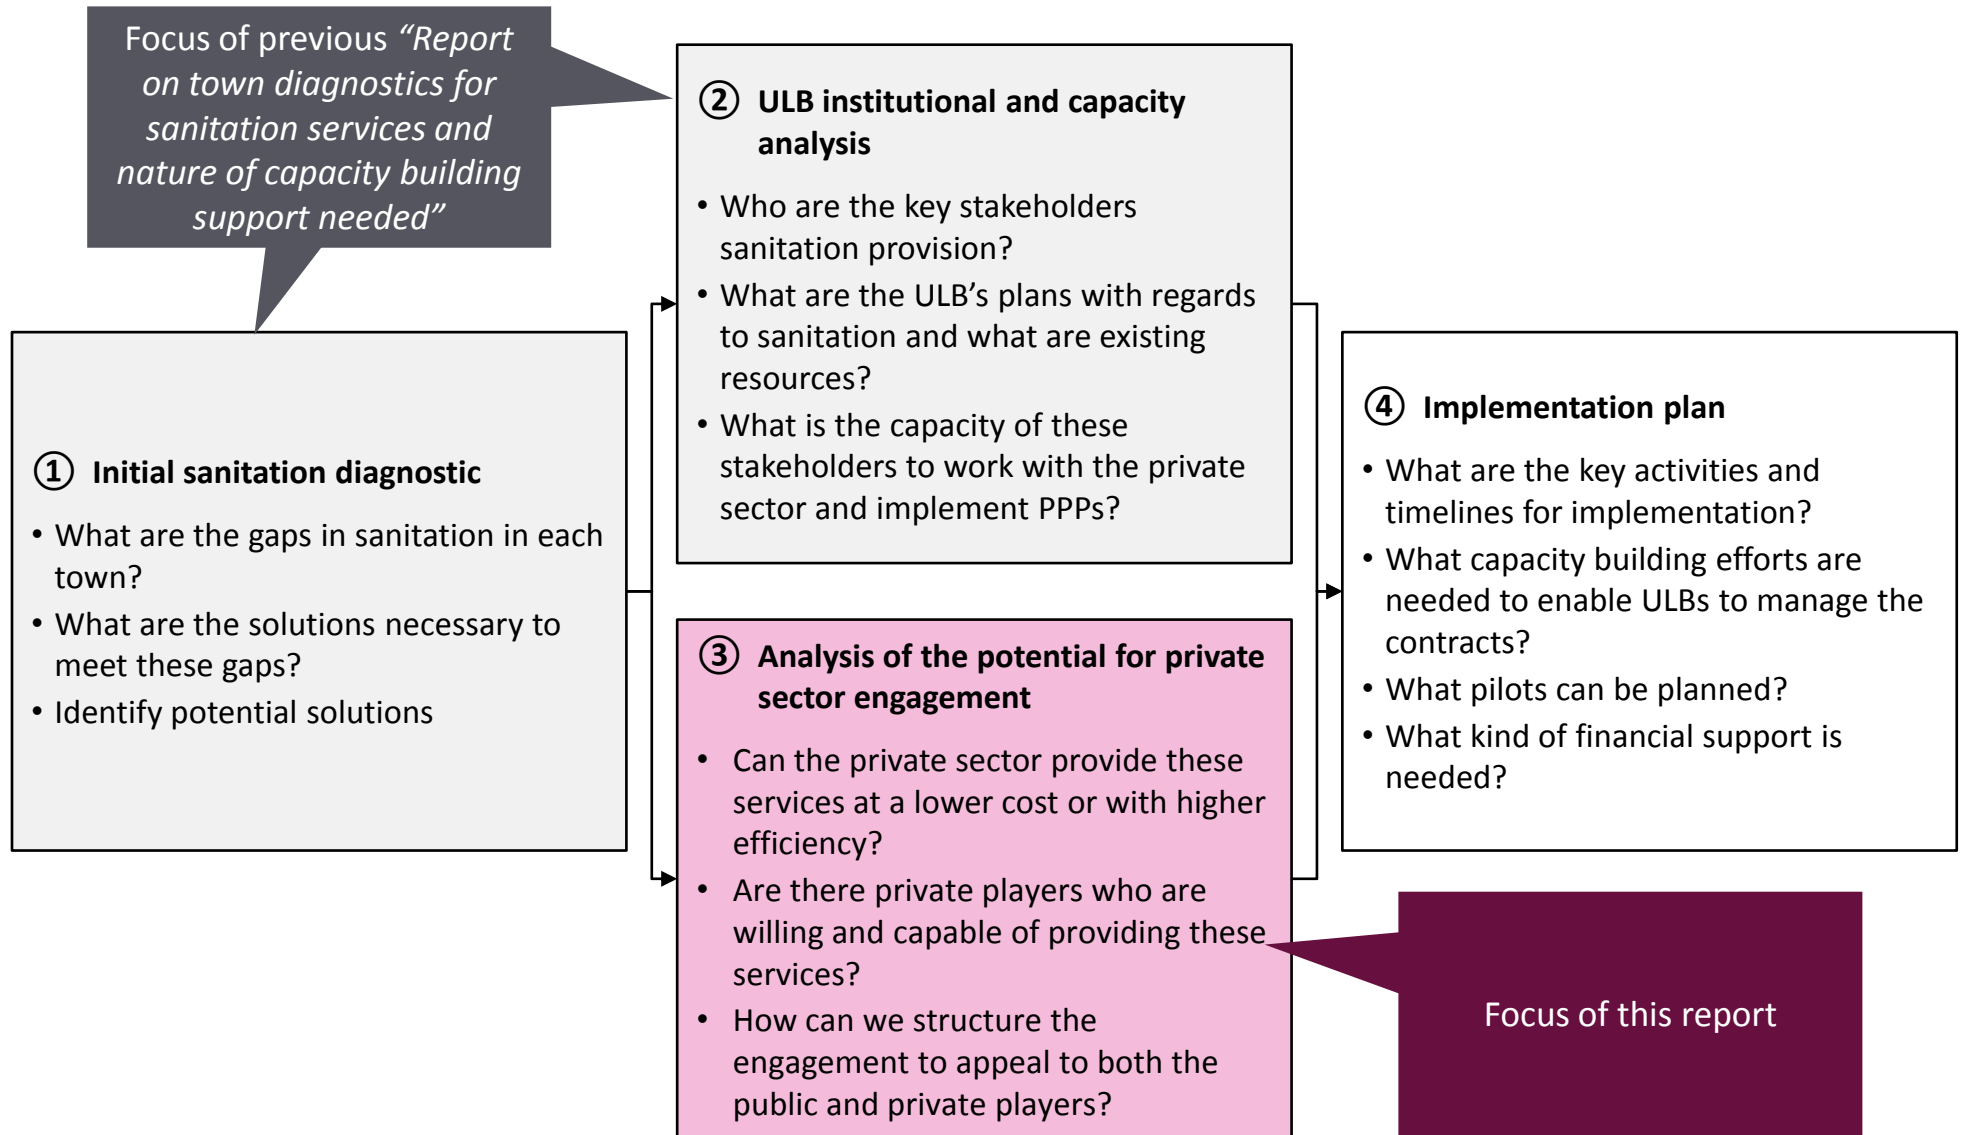 Focus of previous “Report
on town diagnostics for
sanitation services and
nature of capacity building
support needed”
① Initial sanitation diagnostic
• What are the gaps in sanitation in each
town?
• What are the solutions necessary to
meet these gaps?
• Identify potential solutions
② ULB institutional and capacity
analysis
• Who are the key stakeholders
sanitation provision?
• What are the ULB’s plans with regards
to sanitation and what are existing
resources?
• What is the capacity of these
stakeholders to work with the private
sector and implement PPPs?
③ Analysis of the potential for private
sector engagement
• Can the private sector provide these
services at a lower cost or with higher
efficiency?
• Are there private players who are
willing and capable of providing these
services?
• How can we structure the
engagement to appeal to both the
public and private players?
④ Implementation plan
• What are the key activities and
timelines for implementation?
• What capacity building efforts are
needed to enable ULBs to manage the
contracts?
• What pilots can be planned?
• What kind of financial support is
needed?
Focus of this report